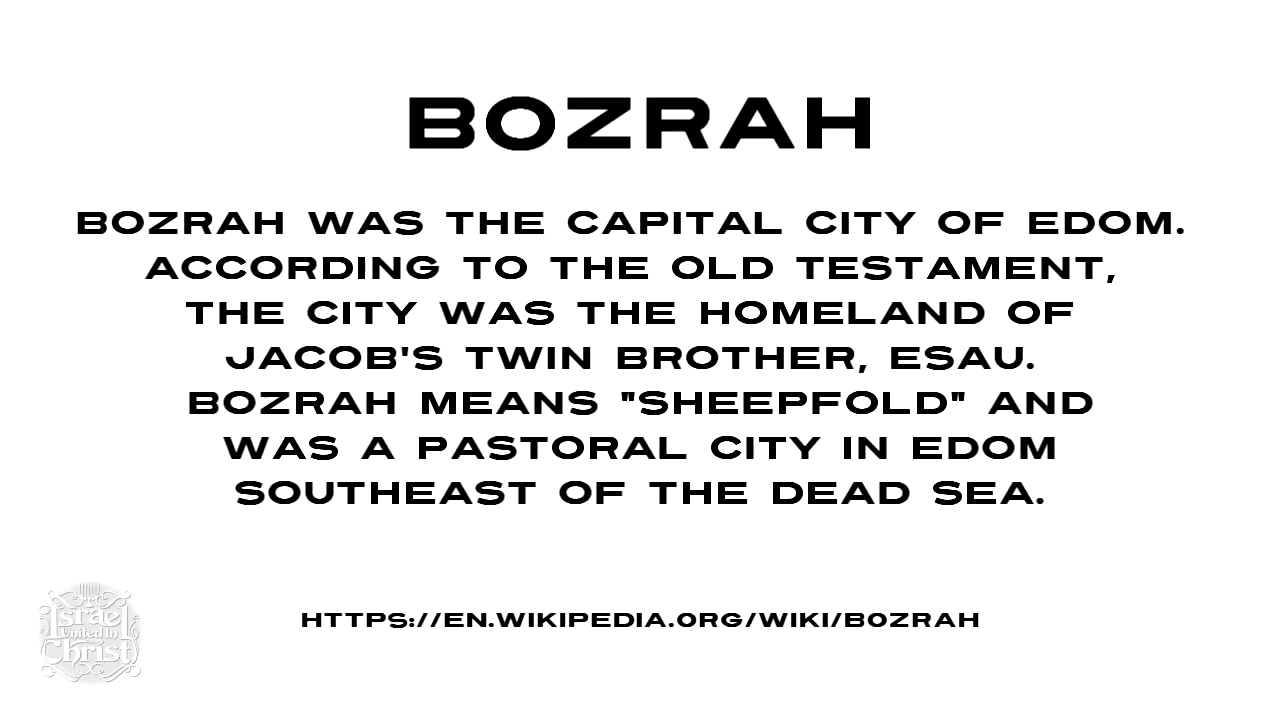 BOZRAH
BOZRAH WAS THE CAPITAL CITY OF EDOM.
ACCORDING TO THE OLD TESTAMENT,
THE CITY WAS THE HOMELAND OF
JACOB'S TWIN BROTHER, ESAU.
BOZRAH MEANS "SHEEPFOLD" AND
WAS A PASTORAL CITY IN EDOM
SOUTHEAST OF THE DEAD SEA.
HTTPS://EN.WIKIPEDIA.ORG/WIKI/BOZRAH
Israel
United In
Christ